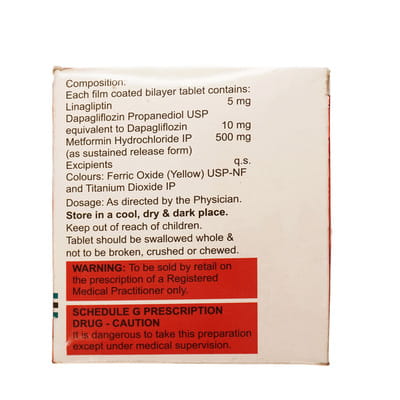 Composition:
Each film coated bilayer tablet contains:
Linagliptin 5 mg
Dapagliflozin Propanediol USP
equivalent to Dapagliflozin 10 mg
Metformin Hydrochloride IP 500 mg
(as sustained release form)
Excipients q.s.
Colours: Ferric Oxide (Yellow) USP-NF
and Titanium Dioxide IP
Dosage: As directed by the Physician.
Store in a cool, dry & dark place.
Keep out of reach of children.
Tablet should be swallowed whole &
not to be broken, crushed or chewed.
WARNING: To be sold by retail on
the prescription of a Registered
Medical Practitioner only.
SCHEDULE G PRESCRIPTION
DRUG - CAUTION
It is dangerous to take this preparation
except under medical supervision.